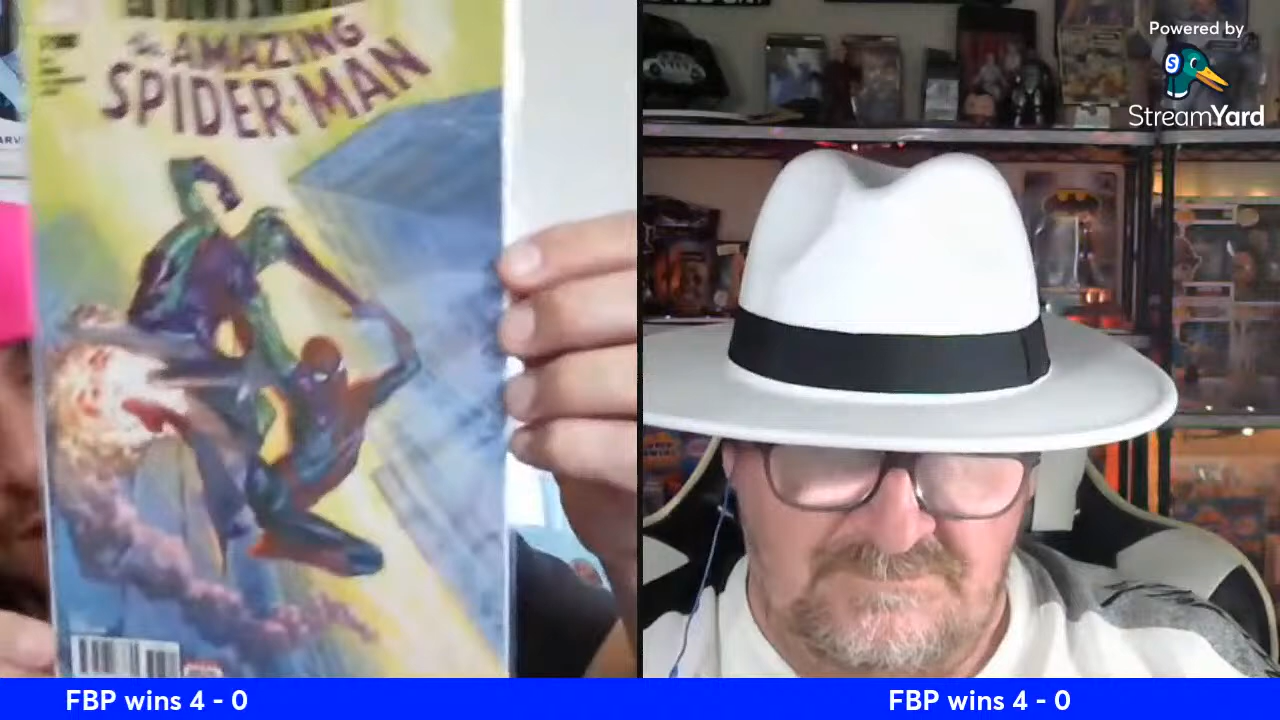 the AMAZING
SPIDER-MAN
Powered by
StreamYard
FBP wins 4 - 0
FBP wins 4 - 0